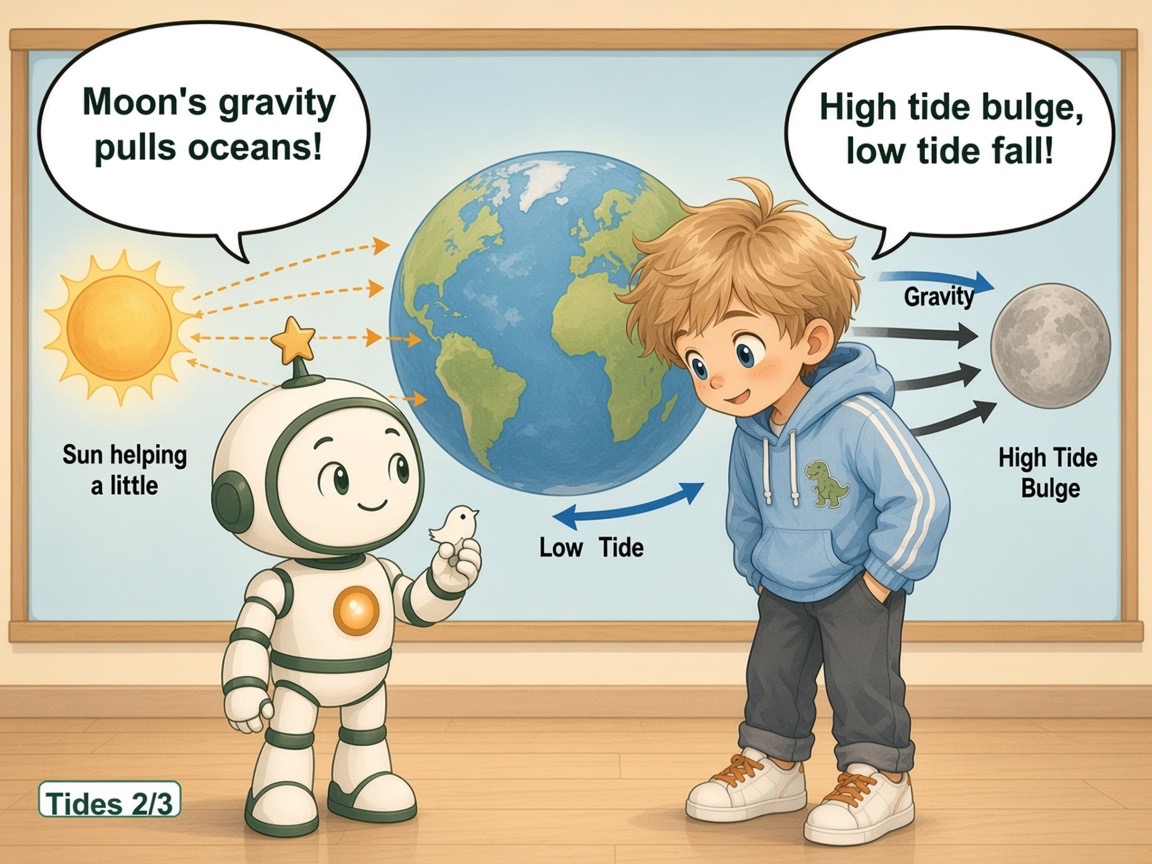 Moon's gravity
pulls oceans!
High tide bulge,
low tide fall!
Gravity
Sun helping
a little
High Tide
Bulge
Low Tide
Tides 2/3